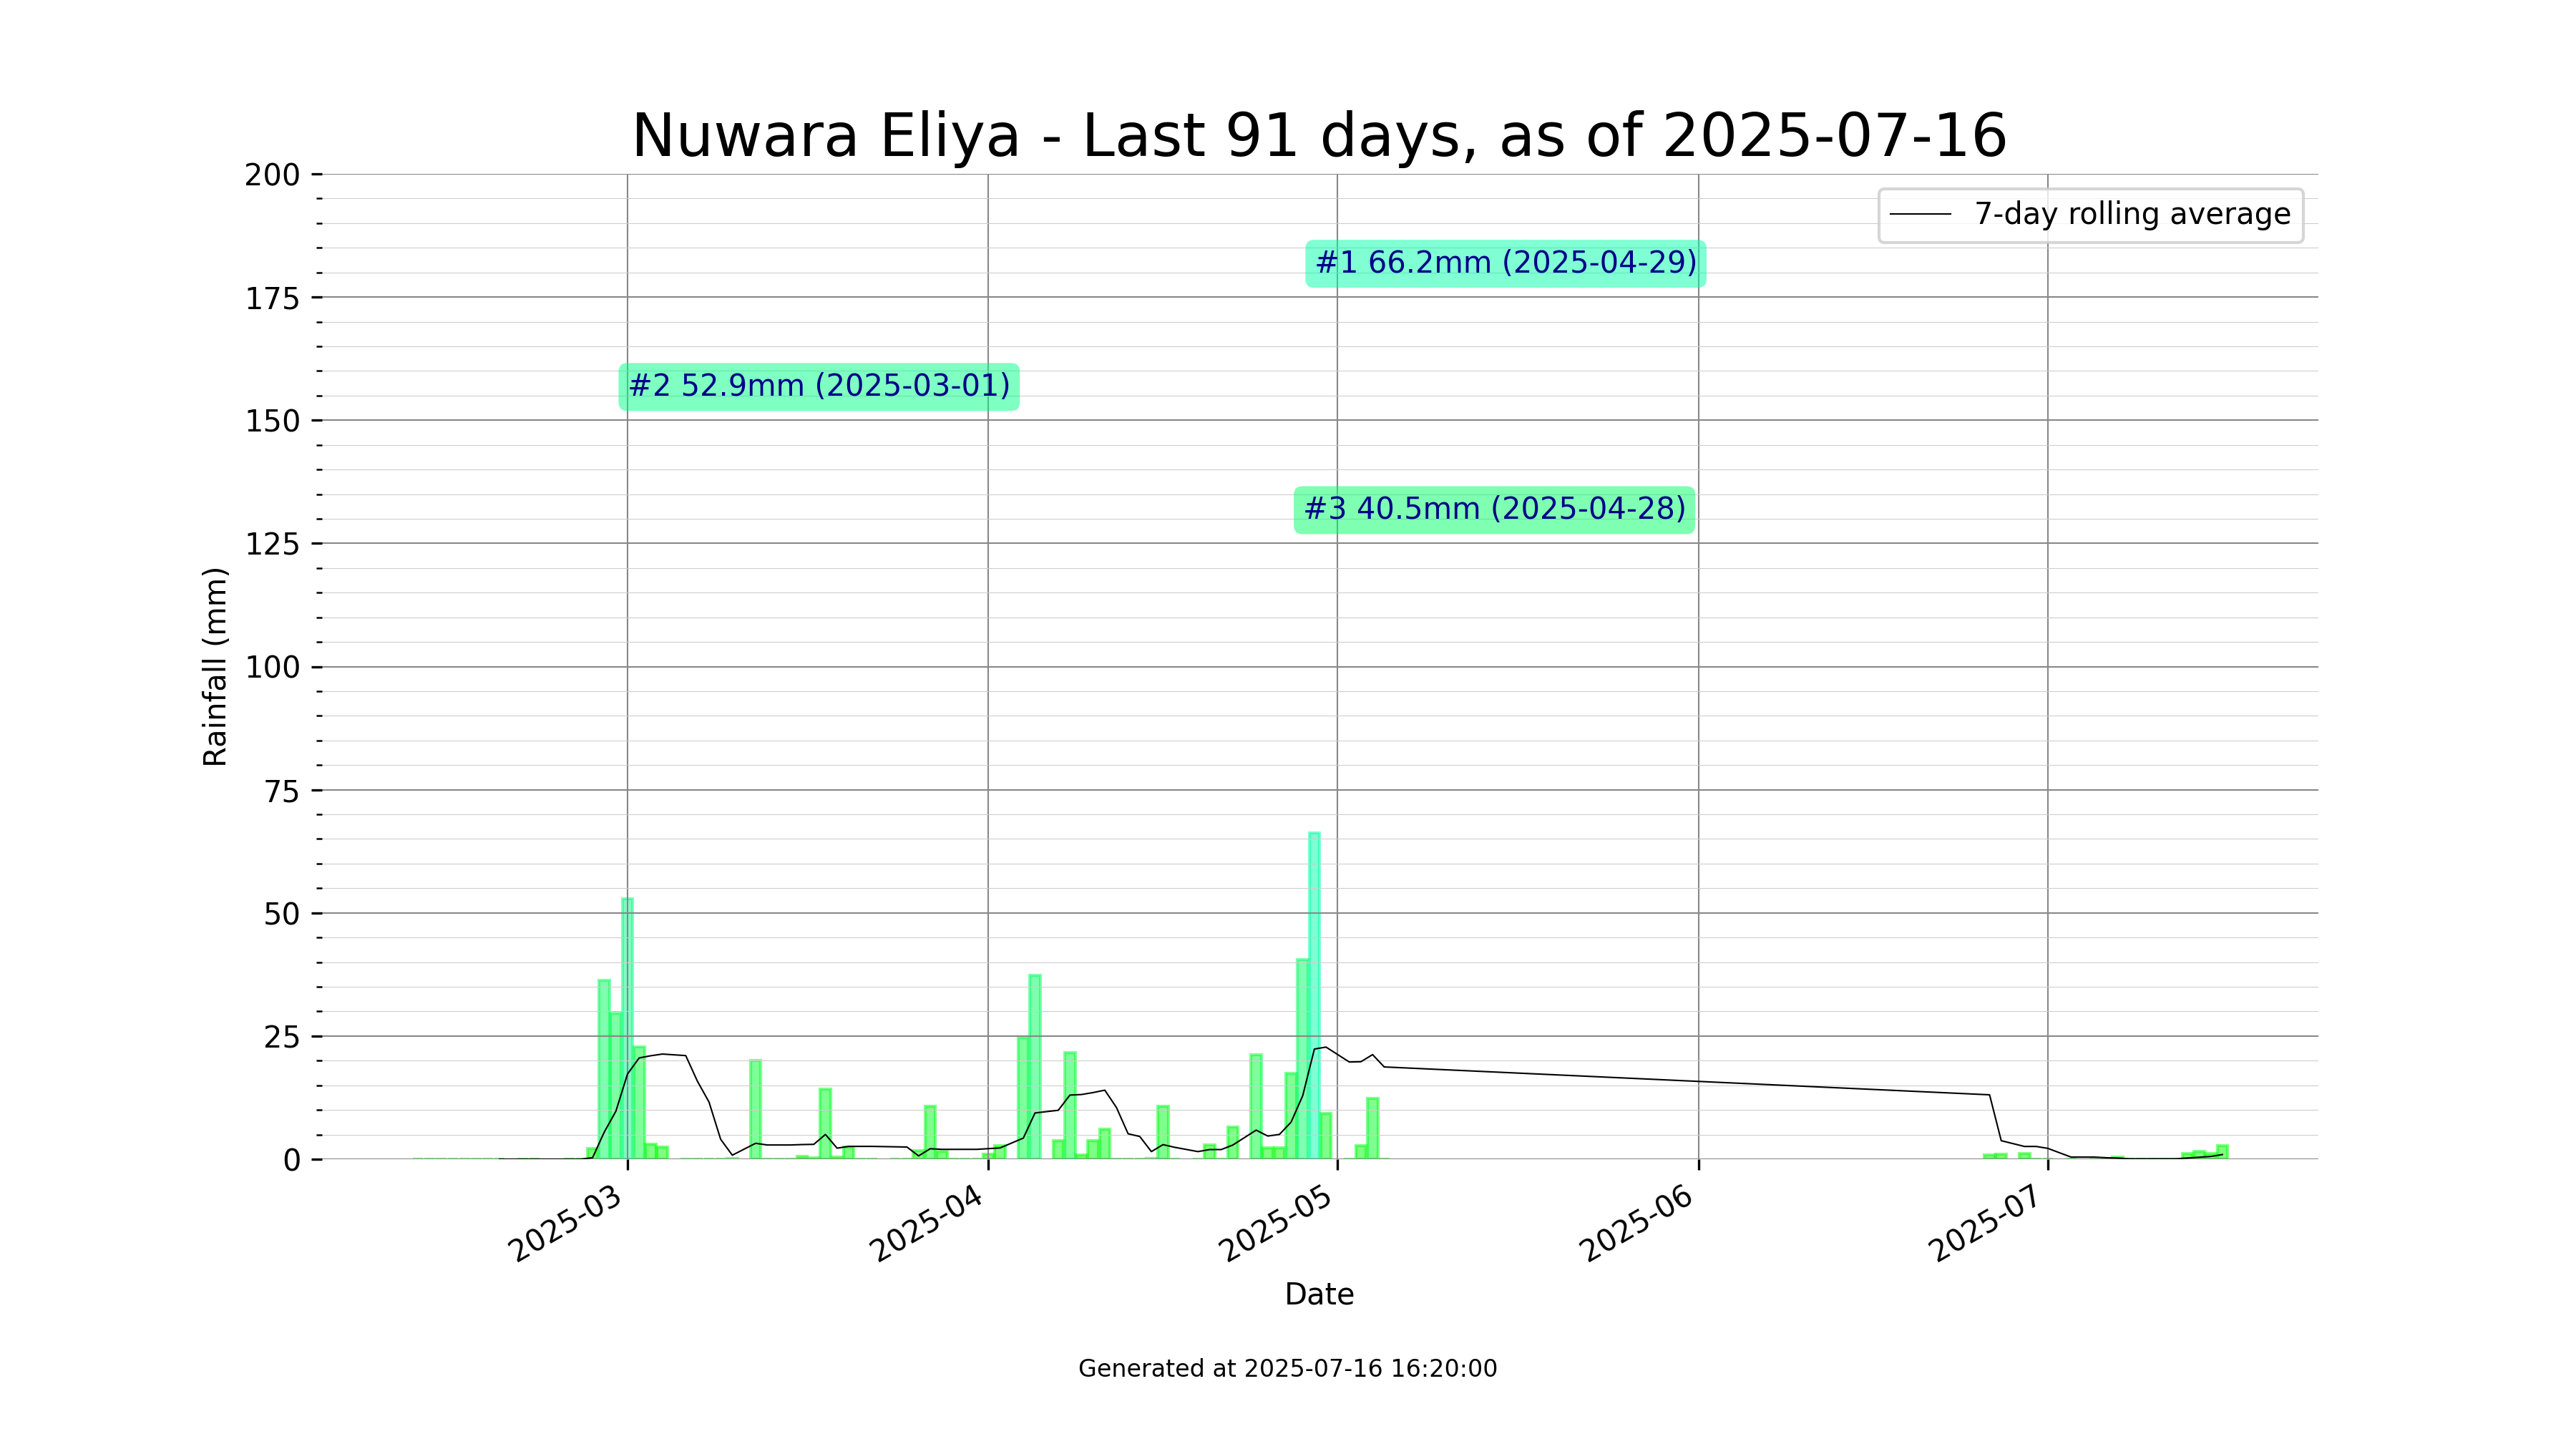 Nuwara Eliya - Last 91 days, as of 2025-07-16
7-day rolling average
#1 66.2mm (2025-04-29)
#2 52.9mm (2025-03-01)
#3 40.5mm (2025-04-28)
Rainfall (mm)
200
175
150
125
100
75
50
25
0
2025-03
2025-04
2025-05
2025-06
2025-07
Date
Generated at 2025-07-16 16:20:00